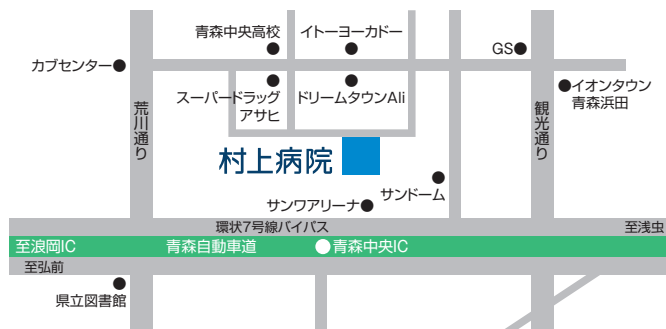 青森中央高校
イトーヨーカドー
GS
カブセンター
スーパードラッグ
アサヒ
ドリームタウンAli
イオンタウン
青森浜田
荒川通り
観光通り
村上病院
サンドーム
サンワアリーナ
環状7号線バイパス
至浅虫
至浪岡IC
青森自動車道
青森中央IC
至弘前
県立図書館